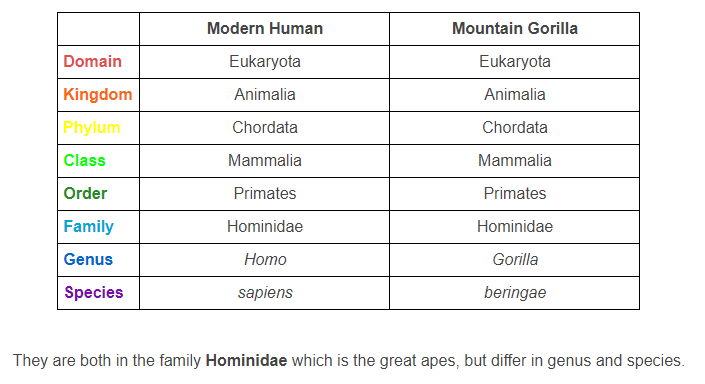 Modern Human Mountain Gorilla
Domain Eukaryota Eukaryota
Kingdom Animalia Animalia
Phylum Chordata Chordata
Class Mammalia Mammalia
Order Primates Primates
Family Hominidae Hominidae
Genus Homo Gorilla
Species sapiens beringae
They are both in the family Hominidae which is the great apes, but differ in genus and species.